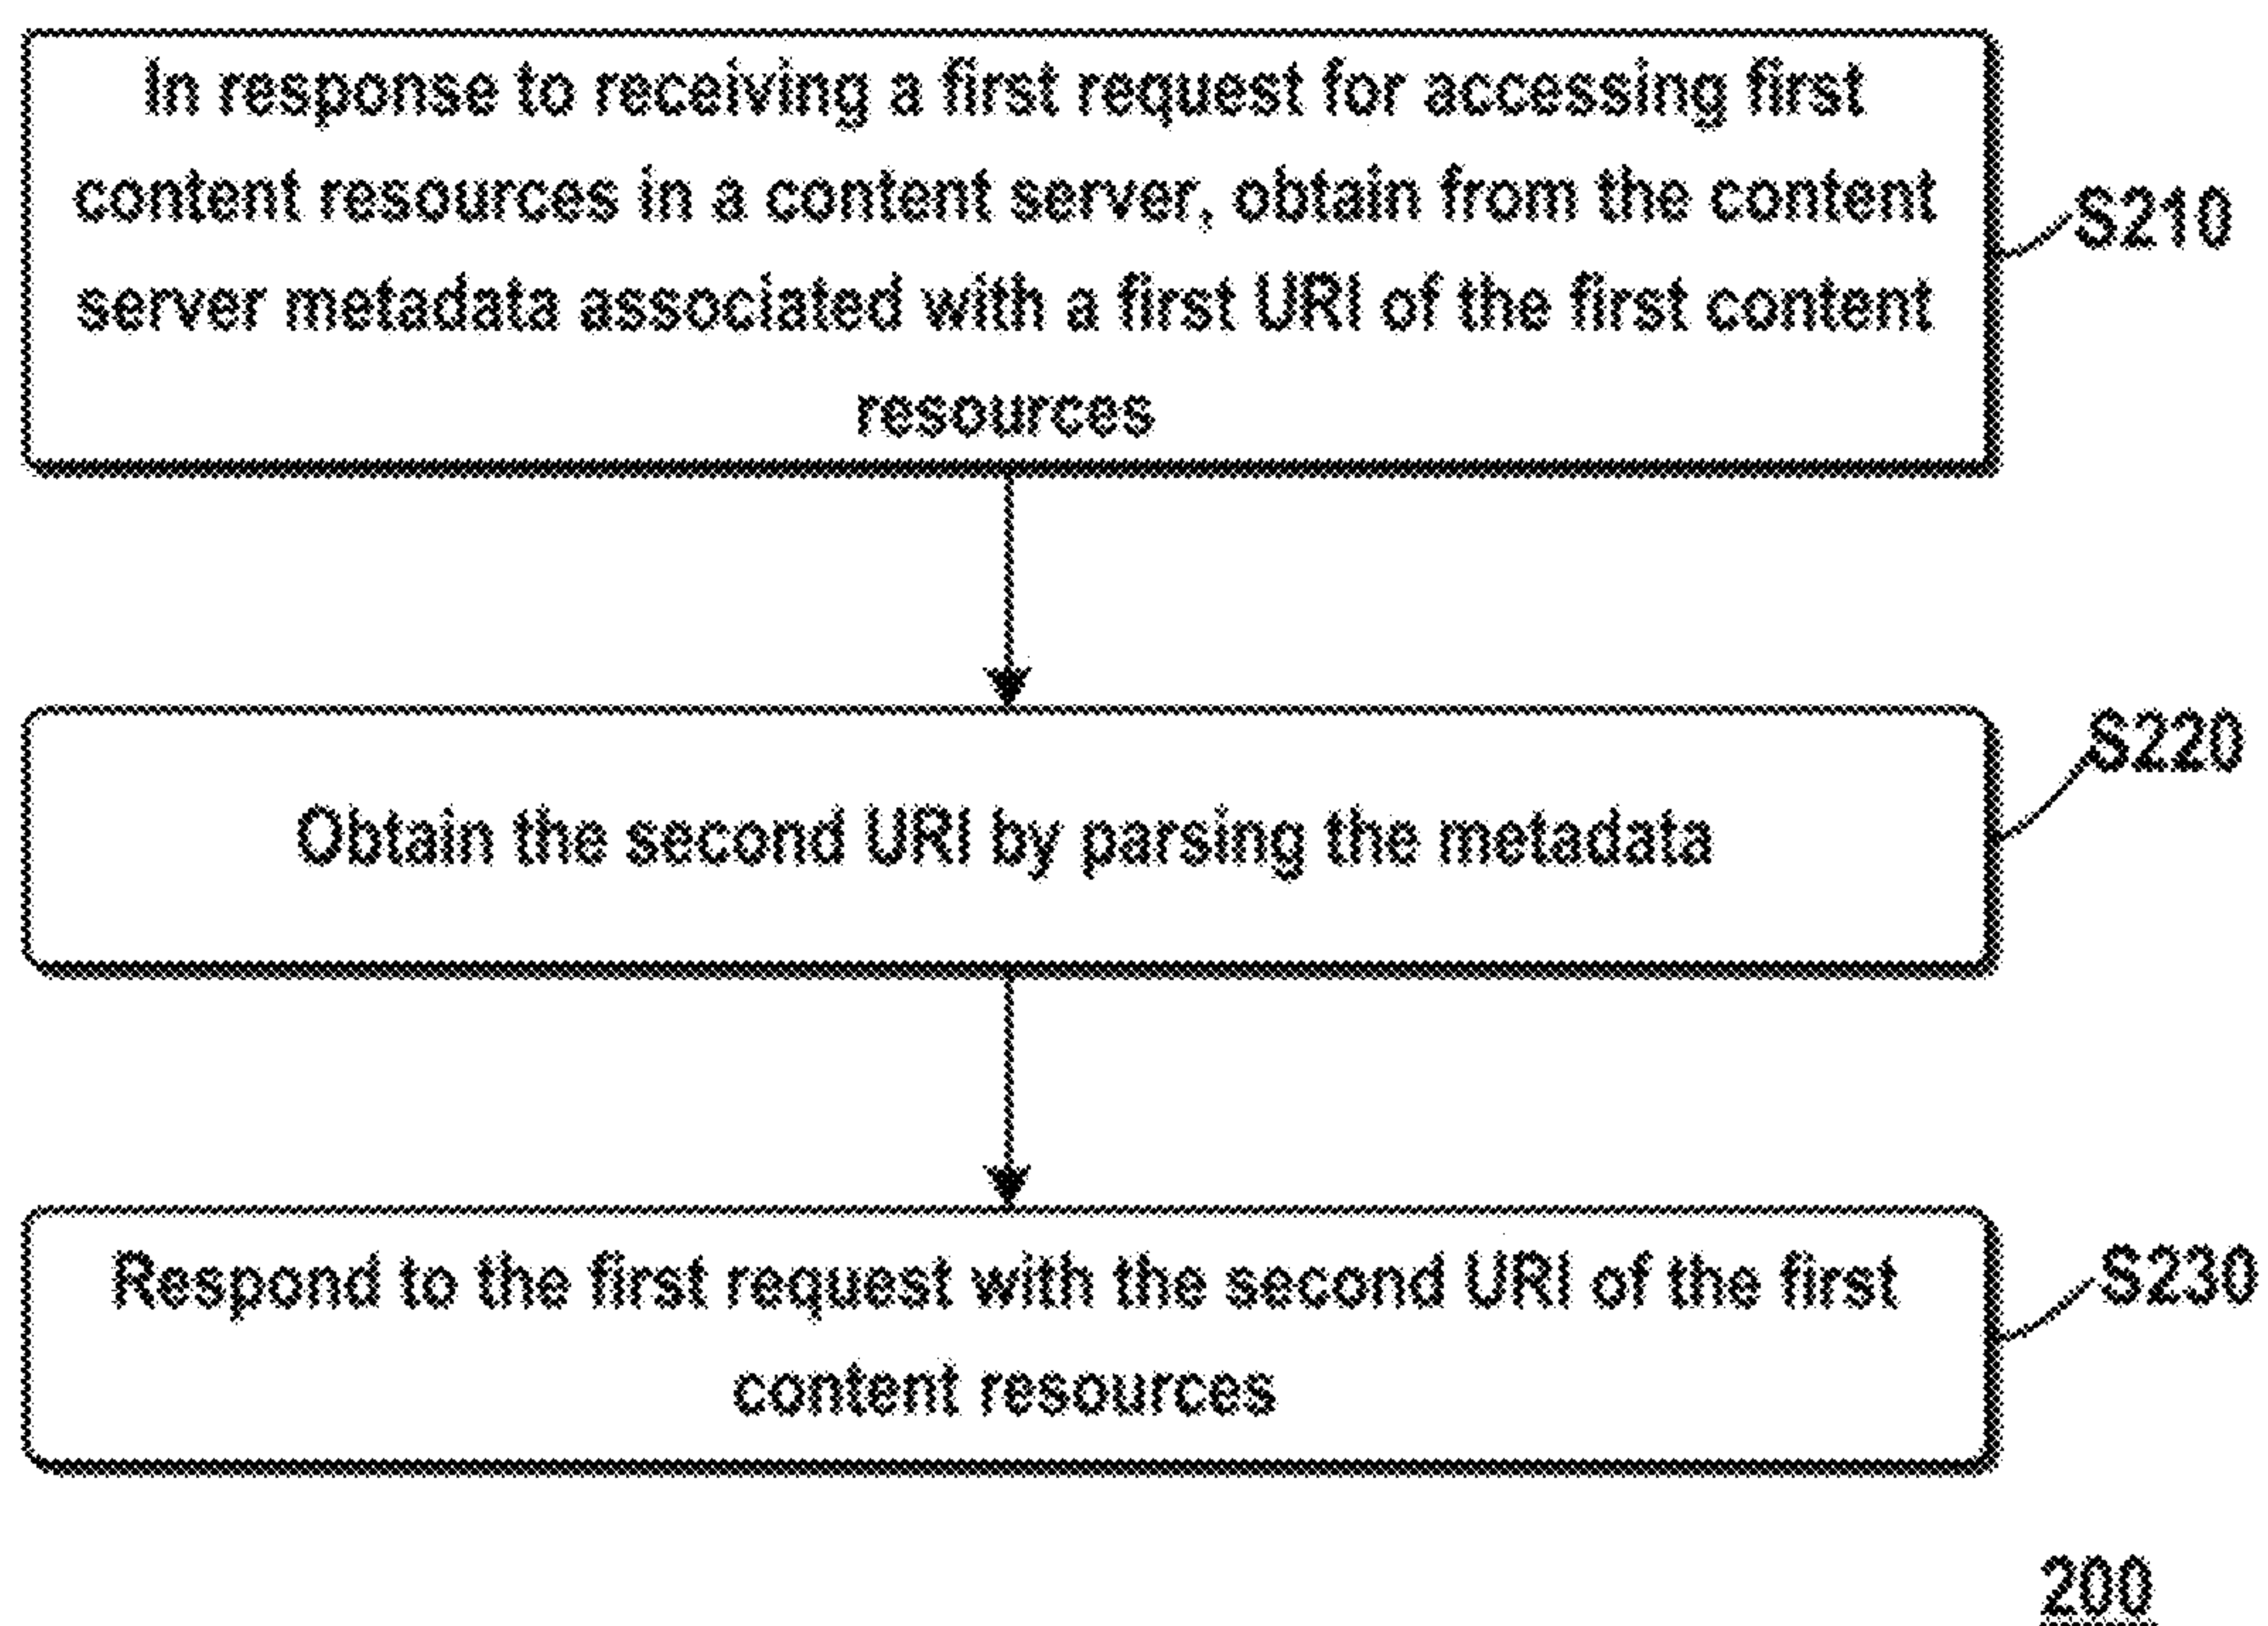 In response to receiving a first request for accessing first
content resources in a content server, obtain from the content
server metadata associated with a first URI of the first content
resources
S210
Obtain the second URI by parsing the metadata
S220
Respond to the first request with the second URI of the first
content resources
S230
200